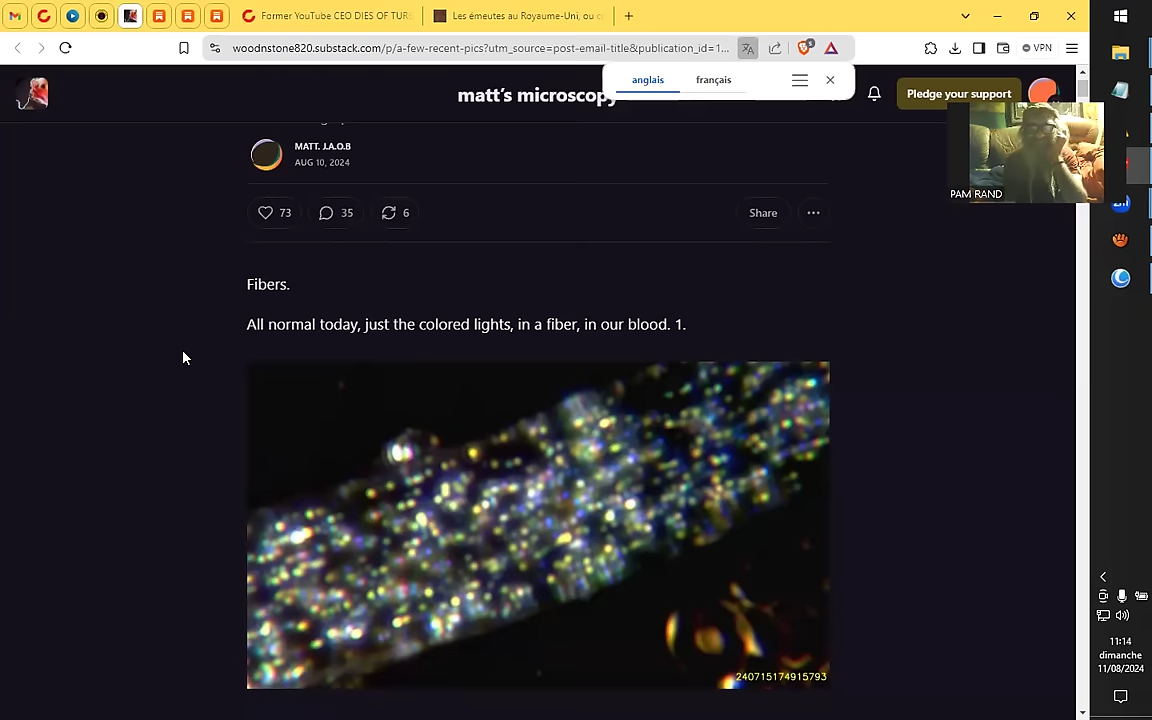 Former YouTube CEO DIES OF TUR
Les émeutes au Royaume-Uni, ou c
woodnstone820.substack.com/p/a-few-recent-pics?utm_source=post-email-title&publication_id=1...
VPN
anglais
français
matt's microscopy
Pledge your support
MATT. J.A.O.B
AUG 10, 2024
PAM RAND
73
35
6
Share
Fibers.
All normal today, just the colored lights, in a fiber, in our blood. 1.
240715174915793
11:14
dimanche
11/08/2024